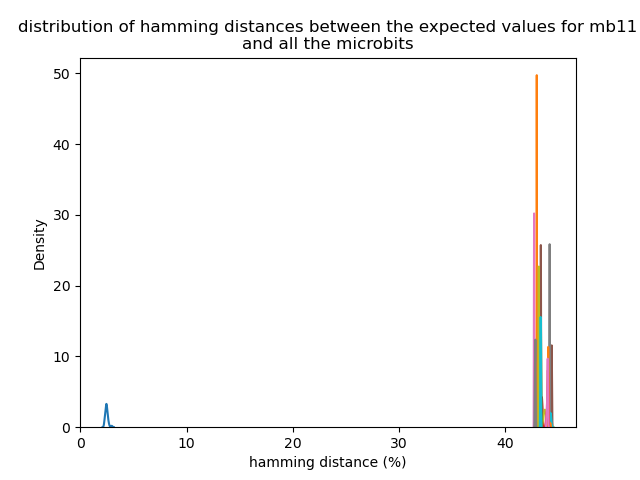 distribution of hamming distances between the expected values for mb11
and all the microbits
50
40
30
20
10
0
Density
0 10 20 30 40
hamming distance (%)